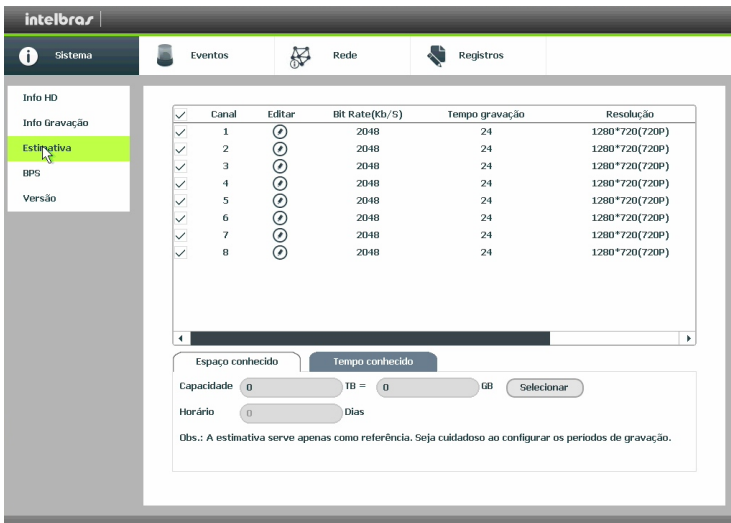 intelbras
Sistema Eventos Rede Registros
Info HD
Info Gravação
Estimativa
BPS
Versão
Canal Editar Bit Rate(Kb/S) Tempo gravação Resolução
1 2048 24 1280*720(720P)
2 2048 24 1280*720(720P)
3 2048 24 1280*720(720P)
4 2048 24 1280*720(720P)
5 2048 24 1280*720(720P)
6 2048 24 1280*720(720P)
7 2048 24 1280*720(720P)
8 2048 24 1280*720(720P)
Espaço conhecido Tempo conhecido
Capacidade 0 TB = 0 GB Selecionar
Horário 0 Dias
Obs.: A estimativa serve apenas como referência. Seja cuidadoso ao configurar os períodos de gravação.